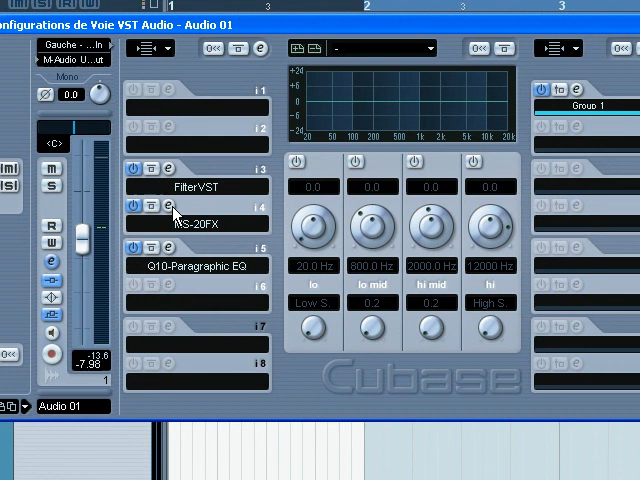 2
3
3
onfigurations de Voie VST Audio - Audio 01
Gauche - ...In
M-Audio U...ut
Mono
0.0
<C>
M
S
R
W
e
-13.6
-7.98
1
Audio 01
i 1
i 2
i 3
FilterVST
i 4
MS-20FX
i 5
Q10-Paragraphic EQ
i 6
i 7
i 8
-
+24
+6
0
-6
-24
20 50 100 200 500 1k 2k 5k 10k 20k
0.0 0.0 0.0 0.0
20.0 Hz 800.0 Hz 2000.0 Hz 12000 Hz
lo lo mid hi mid hi
Low S. 0.2 0.2 High S.
Cubase
Group 1